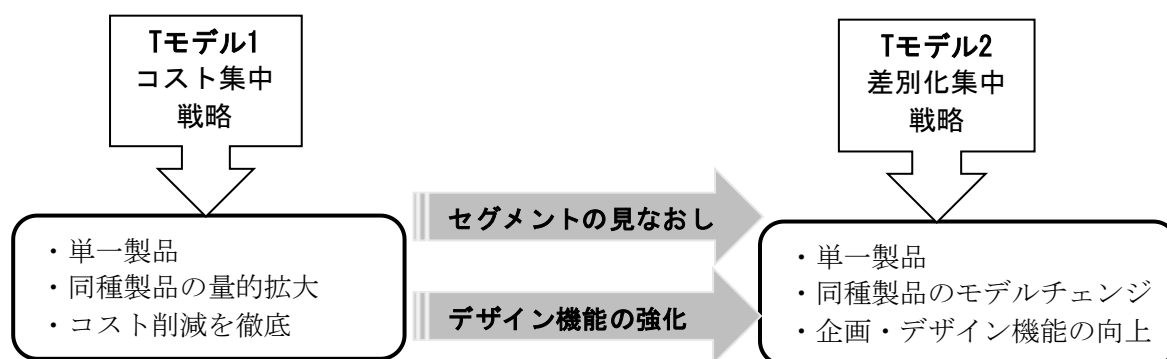 Tモデル1
コスト集中
戦略
Tモデル2
差別化集中
戦略
セグメントの見なおし
デザイン機能の強化
・単一製品
・同種製品の量的拡大
・コスト削減を徹底
・単一製品
・同種製品のモデルチェンジ
・企画・デザイン機能の向上